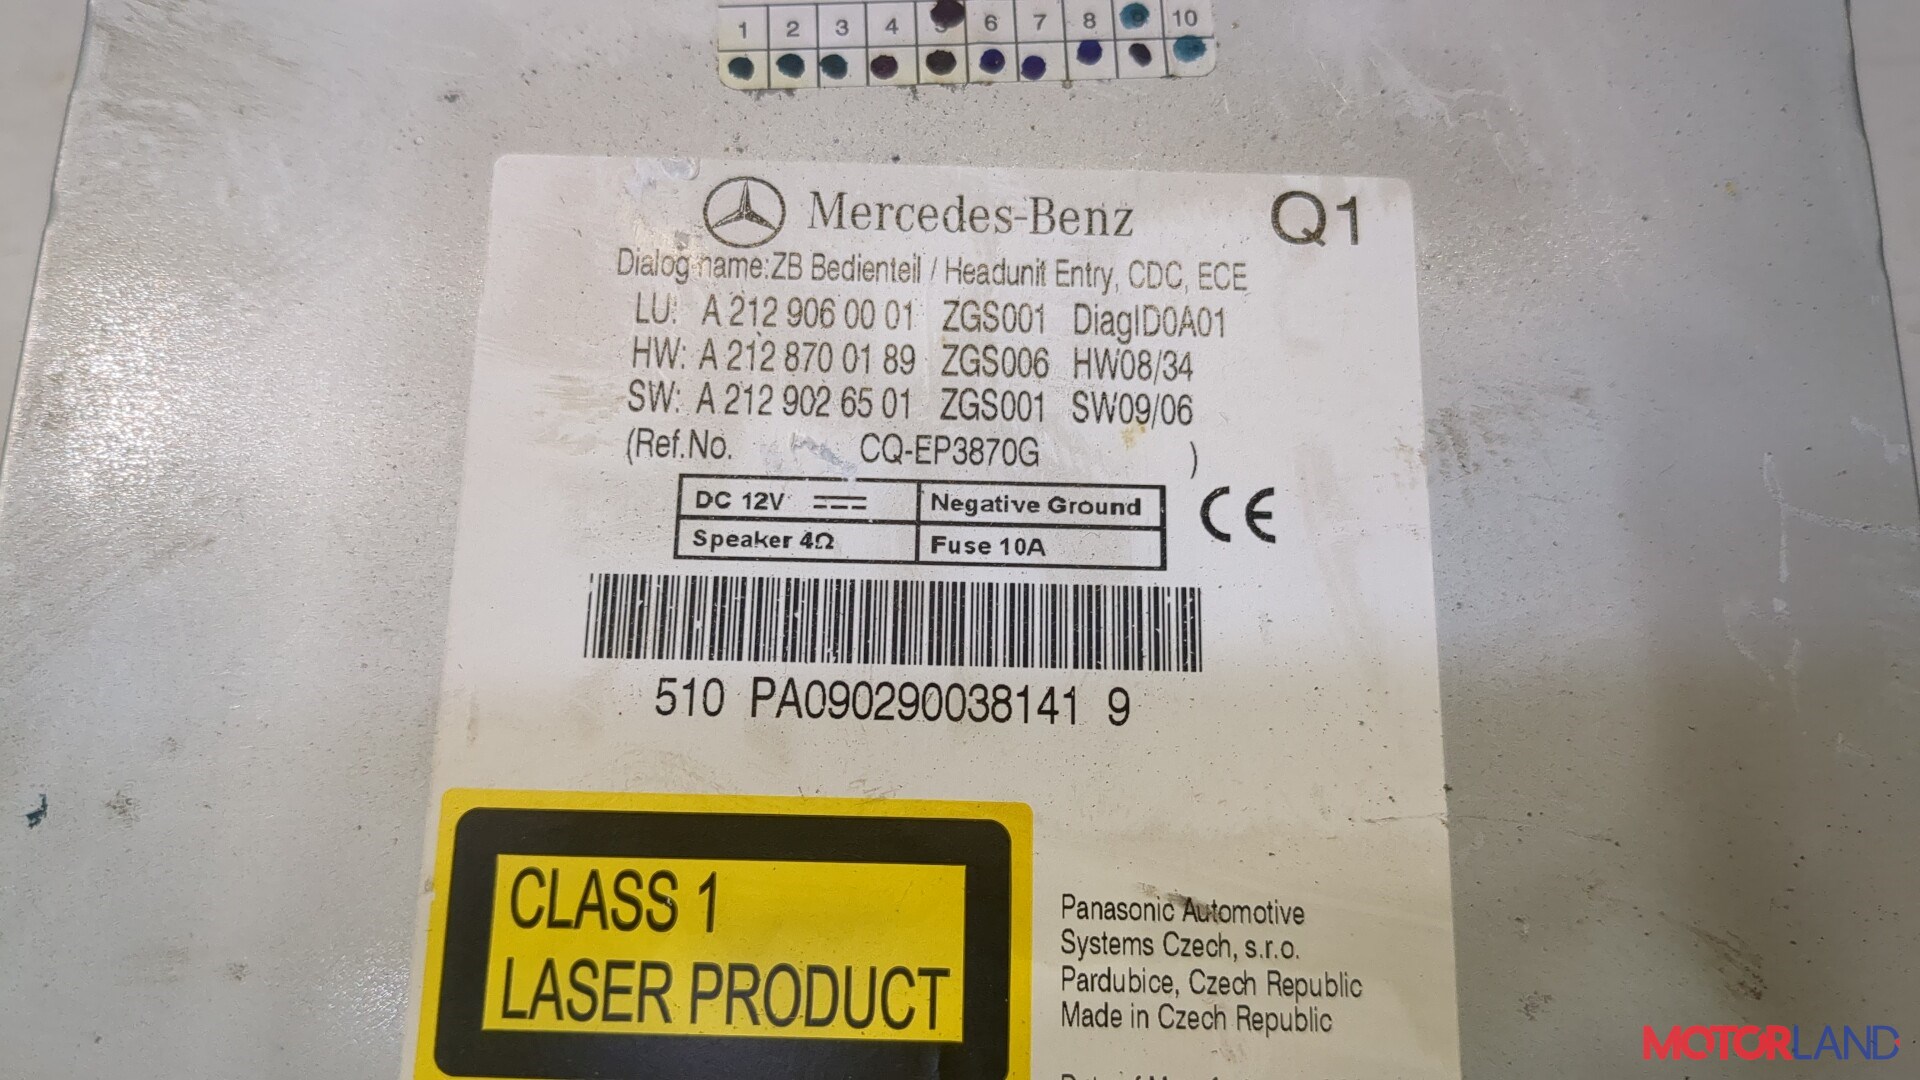 1 2 3 4 5 6 7 8 9 10
Mercedes-Benz Q1
Dialog name:ZB Bedienteil / Headunit Entry, CDC, ECE
LU: A 212 906 00 01 ZGS001 DiagID0A01
HW: A 212 870 01 89 ZGS006 HW08/34
SW: A 212 902 65 01 ZGS001 SW09/06
(Ref.No. CQ-EP3870G )
DC 12V Negative Ground
Speaker 4Ω Fuse 10A
CE
510 PA090290038141 9
CLASS 1
LASER PRODUCT
Panasonic Automotive
Systems Czech, s.r.o.
Pardubice, Czech Republic
Made in Czech Republic
MOTORLAND